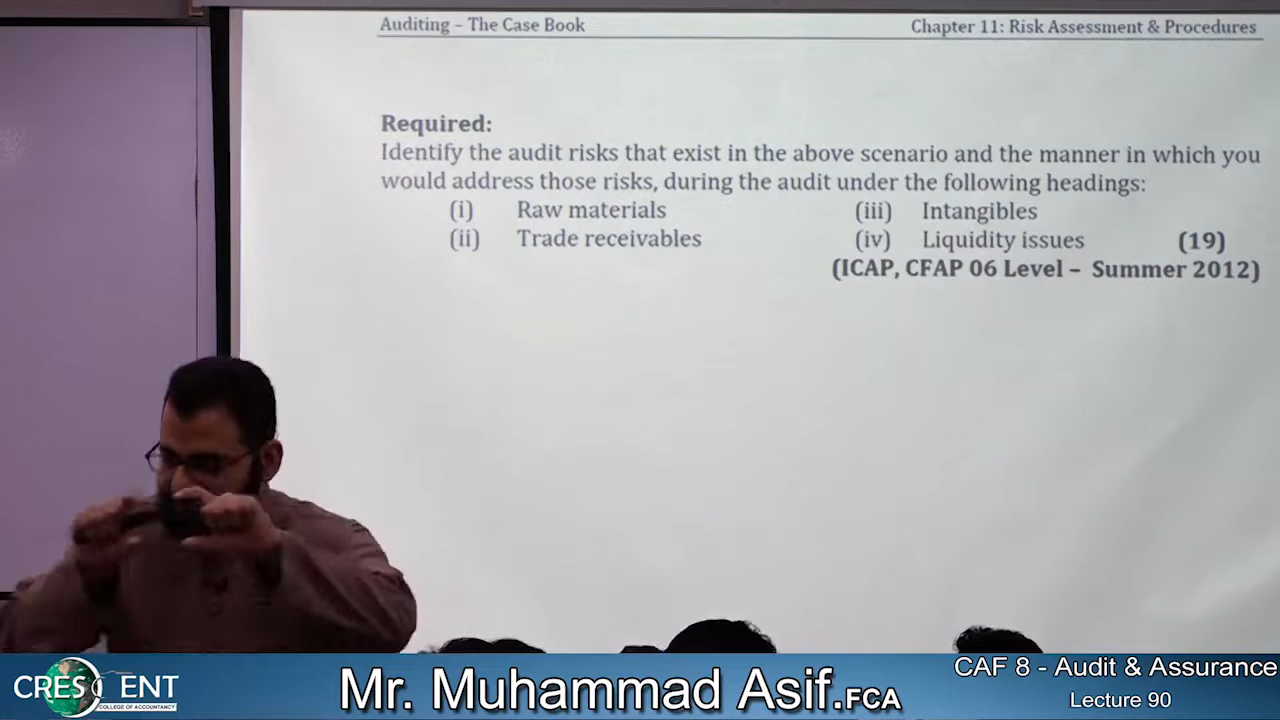 Auditing – The Case Book
Chapter 11: Risk Assessment & Procedures
Required:
Identify the audit risks that exist in the above scenario and the manner in which you
would address those risks, during the audit under the following headings:
(i) Raw materials
(iii) Intangibles
(ii) Trade receivables
(iv) Liquidity issues (19)
(ICAP, CFAP 06 Level – Summer 2012)
CRESCENT
COLLEGE OF ACCOUNTANCY
Mr. Muhammad Asif.FCA
CAF 8 - Audit & Assurance
Lecture 90